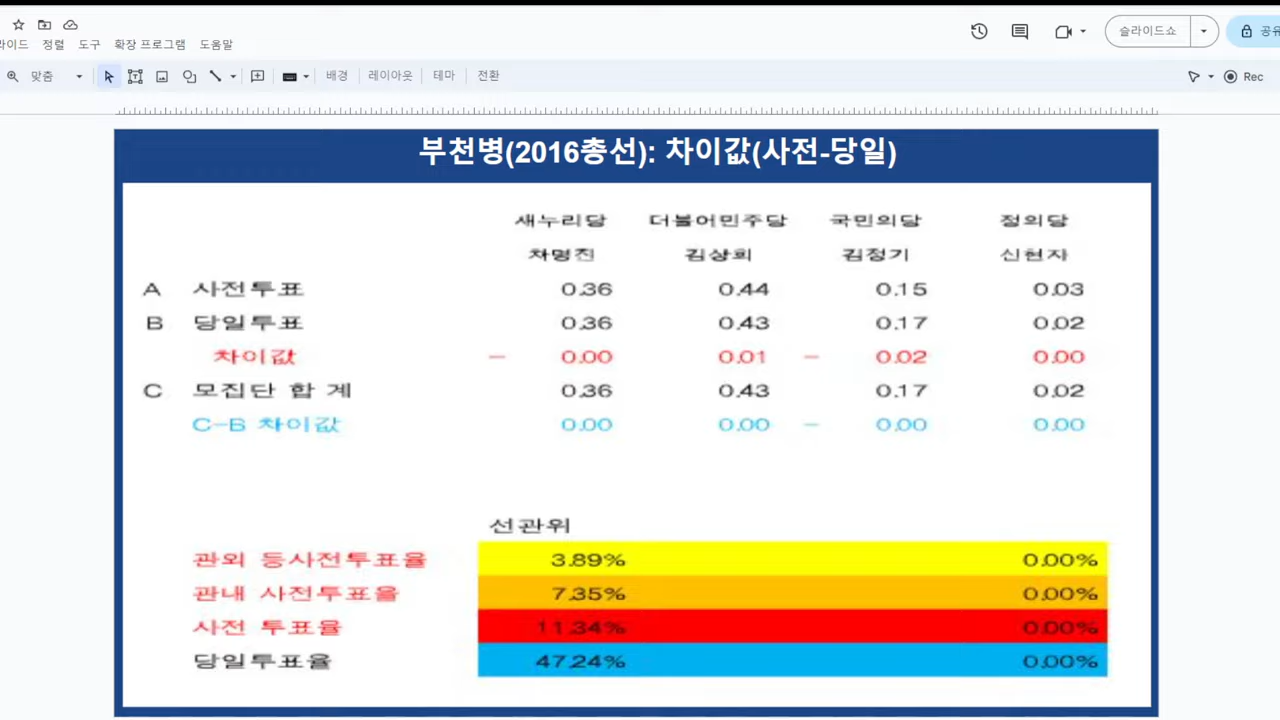 라이드 정렬 도구 확장 프로그램 도움말
슬라이드쇼
공유
맞춤 배경 레이아웃 테마 전환 Rec
부천병(2016총선): 차이값(사전-당일)
새누리당 더불어민주당 국민의당 정의당
차명진 김상희 김정기 신현자
A 사전투표 0.36 0.44 0.15 0.03
B 당일투표 0.36 0.43 0.17 0.02
차이값 - 0.00 0.01 - 0.02 0.00
C 모집단 합 계 0.36 0.43 0.17 0.02
C-B 차이값 0.00 0.00 - 0.00 0.00
선관위
관외 등사전투표율 3.89% 0.00%
관내 사전투표율 7.35% 0.00%
사전 투표율 11.34% 0.00%
당일투표율 47.24% 0.00%